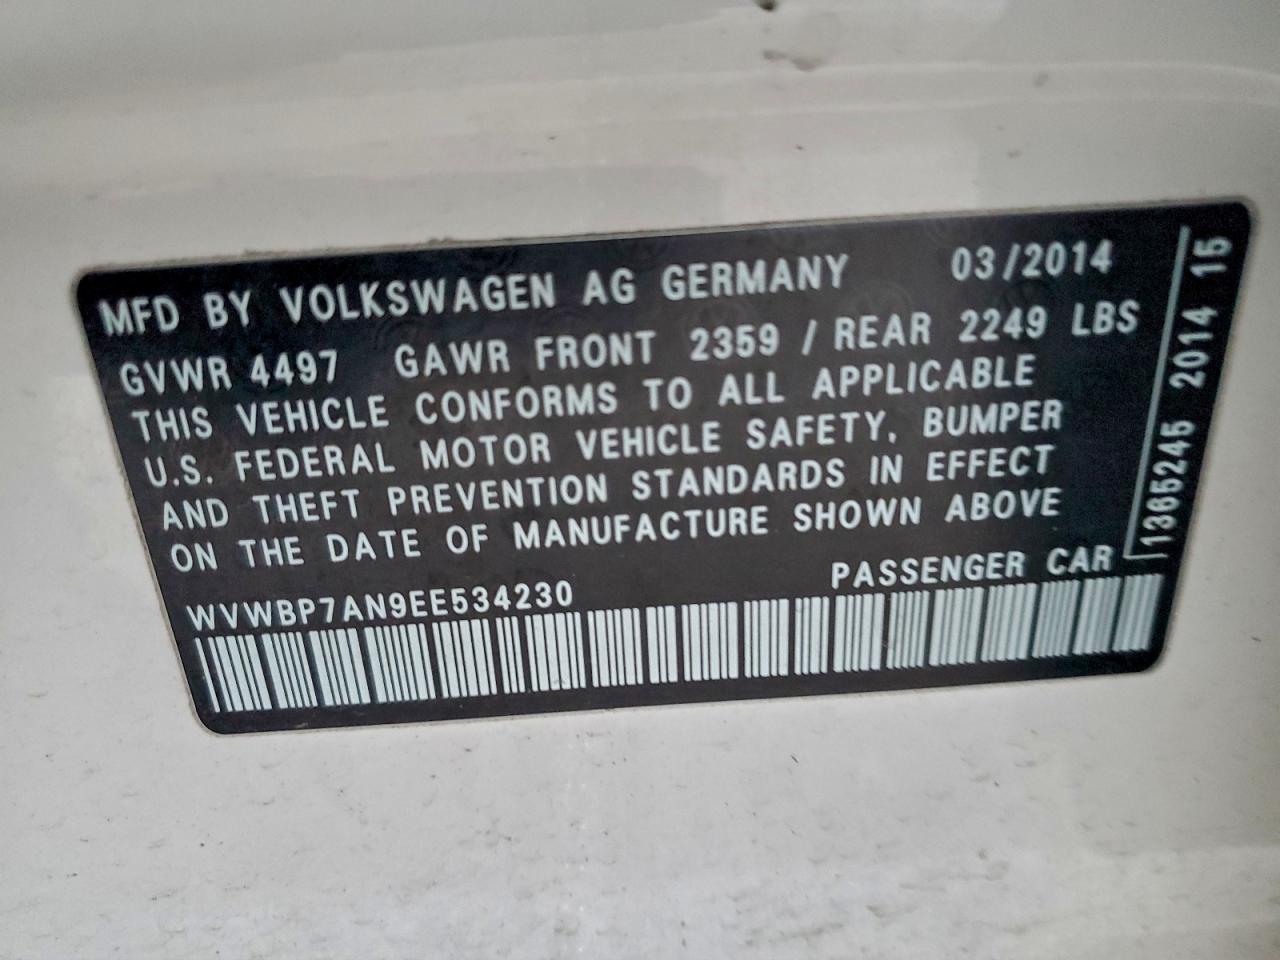 MFD BY VOLKSWAGEN AG GERMANY 03/2014
GVWR 4497 GAWR FRONT 2359 / REAR 2249 LBS
THIS VEHICLE CONFORMS TO ALL APPLICABLE
U.S. FEDERAL MOTOR VEHICLE SAFETY, BUMPER
AND THEFT PREVENTION STANDARDS IN EFFECT
ON THE DATE OF MANUFACTURE SHOWN ABOVE
WVWBP7AN9EE534230 PASSENGER CAR
1365245 2014 15